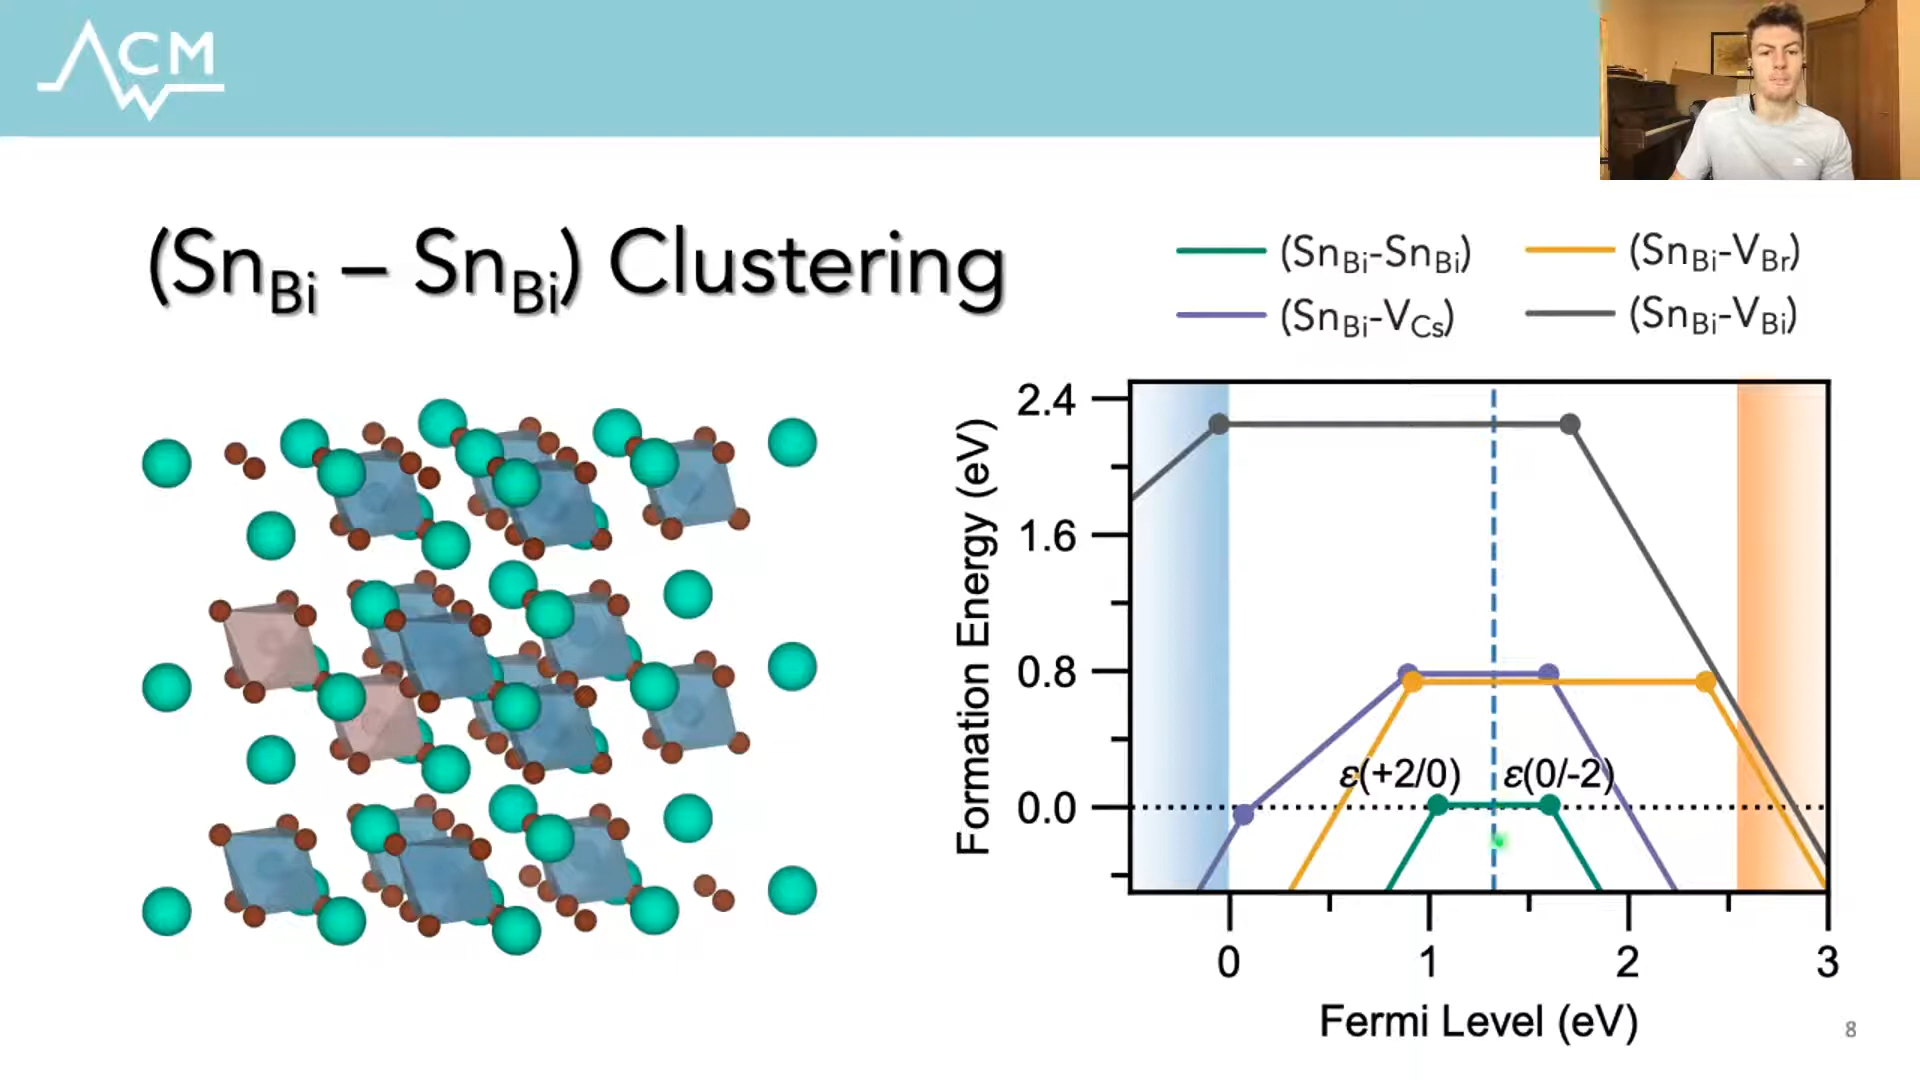 ACMW
(SnBi – SnBi) Clustering
(SnBi-SnBi)
(SnBi-VBr)
(SnBi-VCs)
(SnBi-VBi)
Formation Energy (eV)
2.4
1.6
0.8
0.0
ε(+2/0)
ε(0/-2)
0
1
2
3
Fermi Level (eV)
8